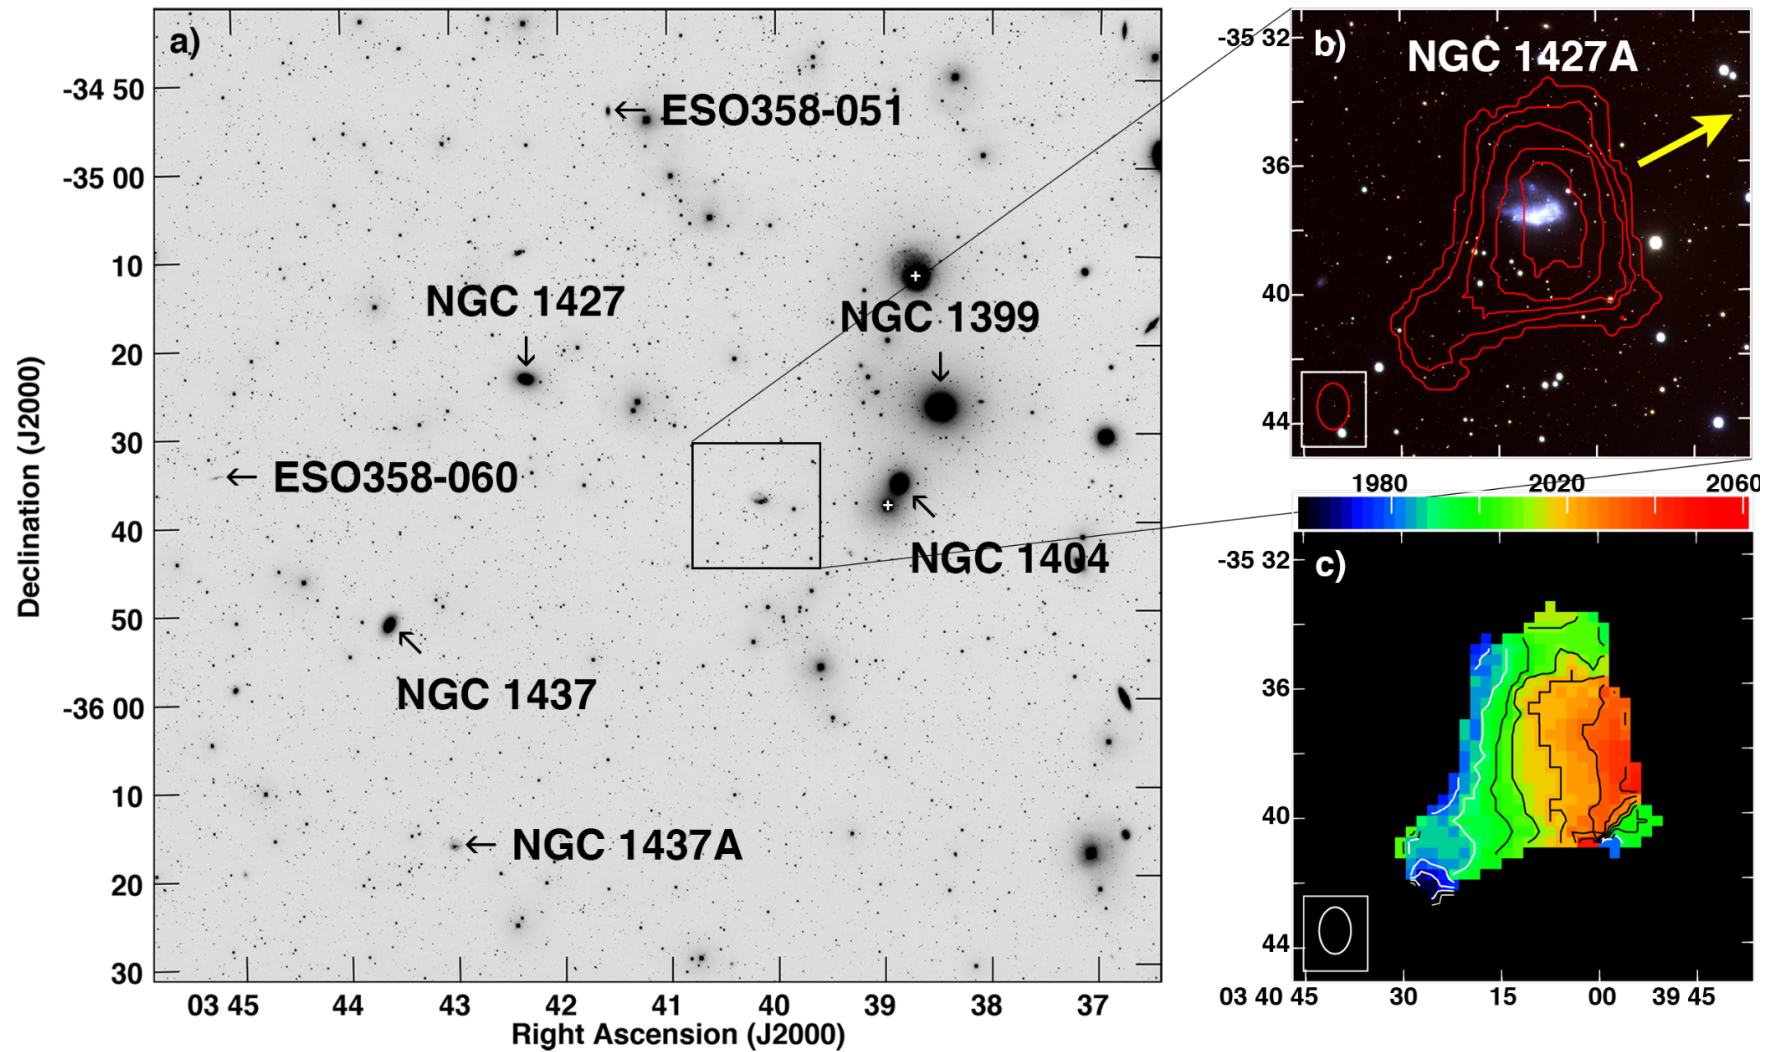 a)
ESO358-051
NGC 1427
NGC 1399
ESO358-060
NGC 1404
NGC 1437
NGC 1437A
-34 50
-35 00
10
20
30
40
50
-36 00
10
20
30
Declination (J2000)
03 45 44 43 42 41 40 39 38 37
Right Ascension (J2000)
b)
NGC 1427A
-35 32
36
40
44
1980 2020 2060
c)
-35 32
36
40
44
03 40 45 30 15 00 39 45